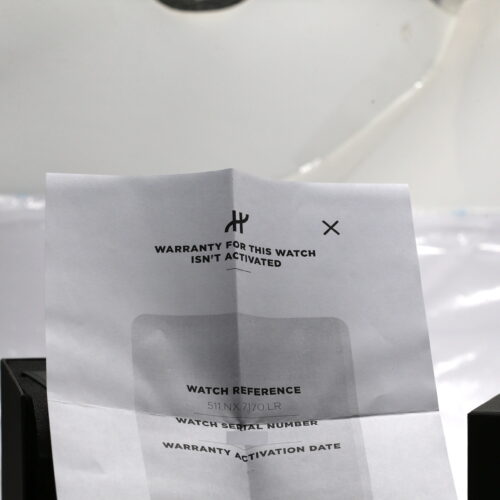 WARRANTY FOR THIS WATCH
ISN'T ACTIVATED
WATCH REFERENCE
511.NX.7170.LR
WATCH SERIAL NUMBER
WARRANTY ACTIVATION DATE